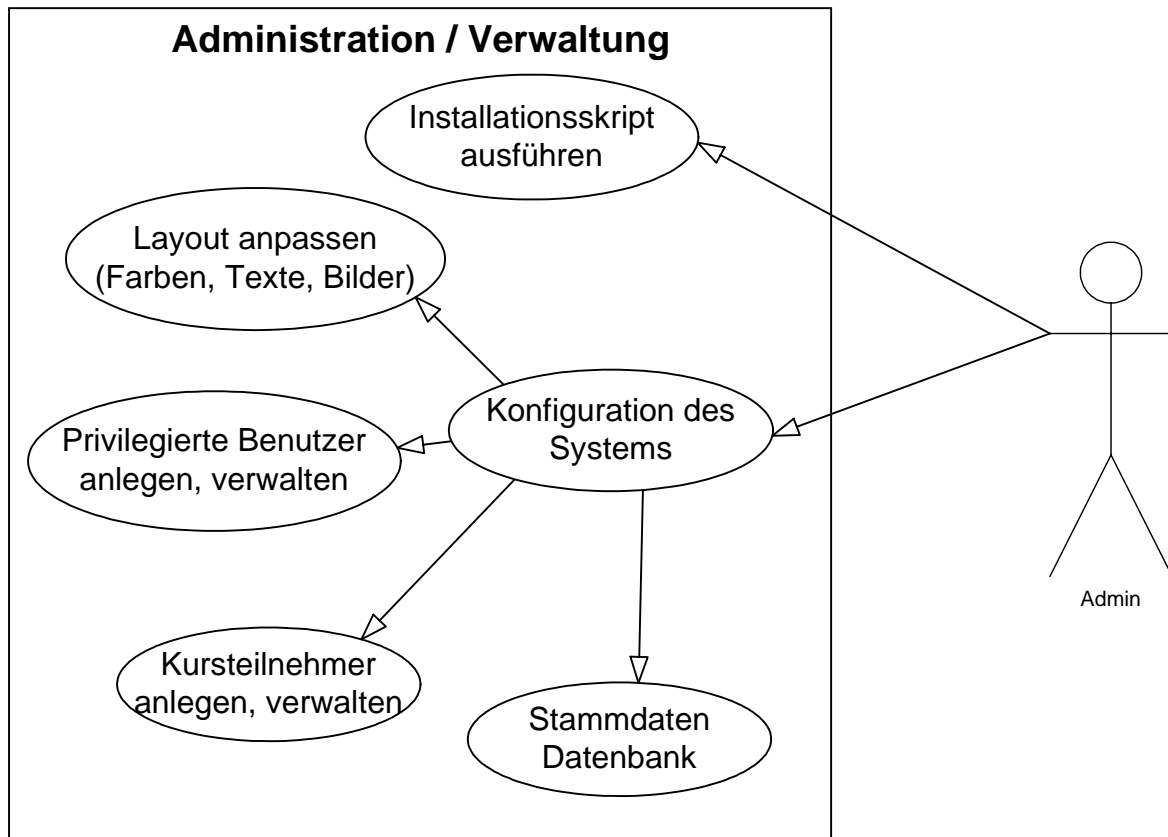 Administration / Verwaltung
Installationsskript
ausführen
Layout anpassen
(Farben, Texte, Bilder)
Konfiguration des
Systems
Privilegierte Benutzer
anlegen, verwalten
Admin
Kursteilnehmer
anlegen, verwalten
Stammdaten
Datenbank